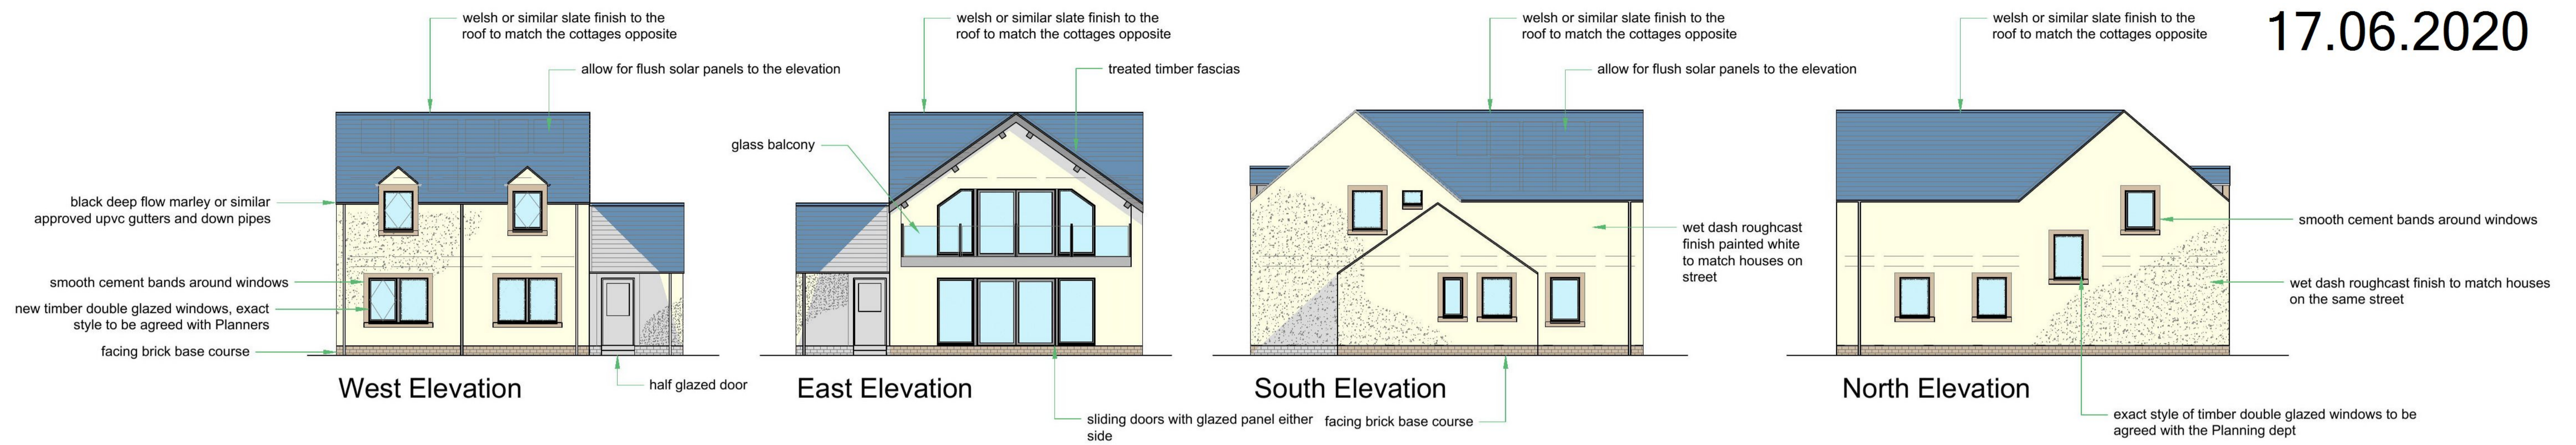 17.06.2020
welsh or similar slate finish to the
roof to match the cottages opposite
allow for flush solar panels to the elevation
black deep flow marley or similar
approved upvc gutters and down pipes
smooth cement bands around windows
new timber double glazed windows, exact
style to be agreed with Planners
facing brick base course
half glazed door
West Elevation
welsh or similar slate finish to the
roof to match the cottages opposite
treated timber fascias
glass balcony
sliding doors with glazed panel either
side
East Elevation
welsh or similar slate finish to the
roof to match the cottages opposite
allow for flush solar panels to the elevation
wet dash roughcast
finish painted white
to match houses on
street
facing brick base course
South Elevation
welsh or similar slate finish to the
roof to match the cottages opposite
smooth cement bands around windows
wet dash roughcast finish to match houses
on the same street
exact style of timber double glazed windows to be
agreed with the Planning dept
North Elevation